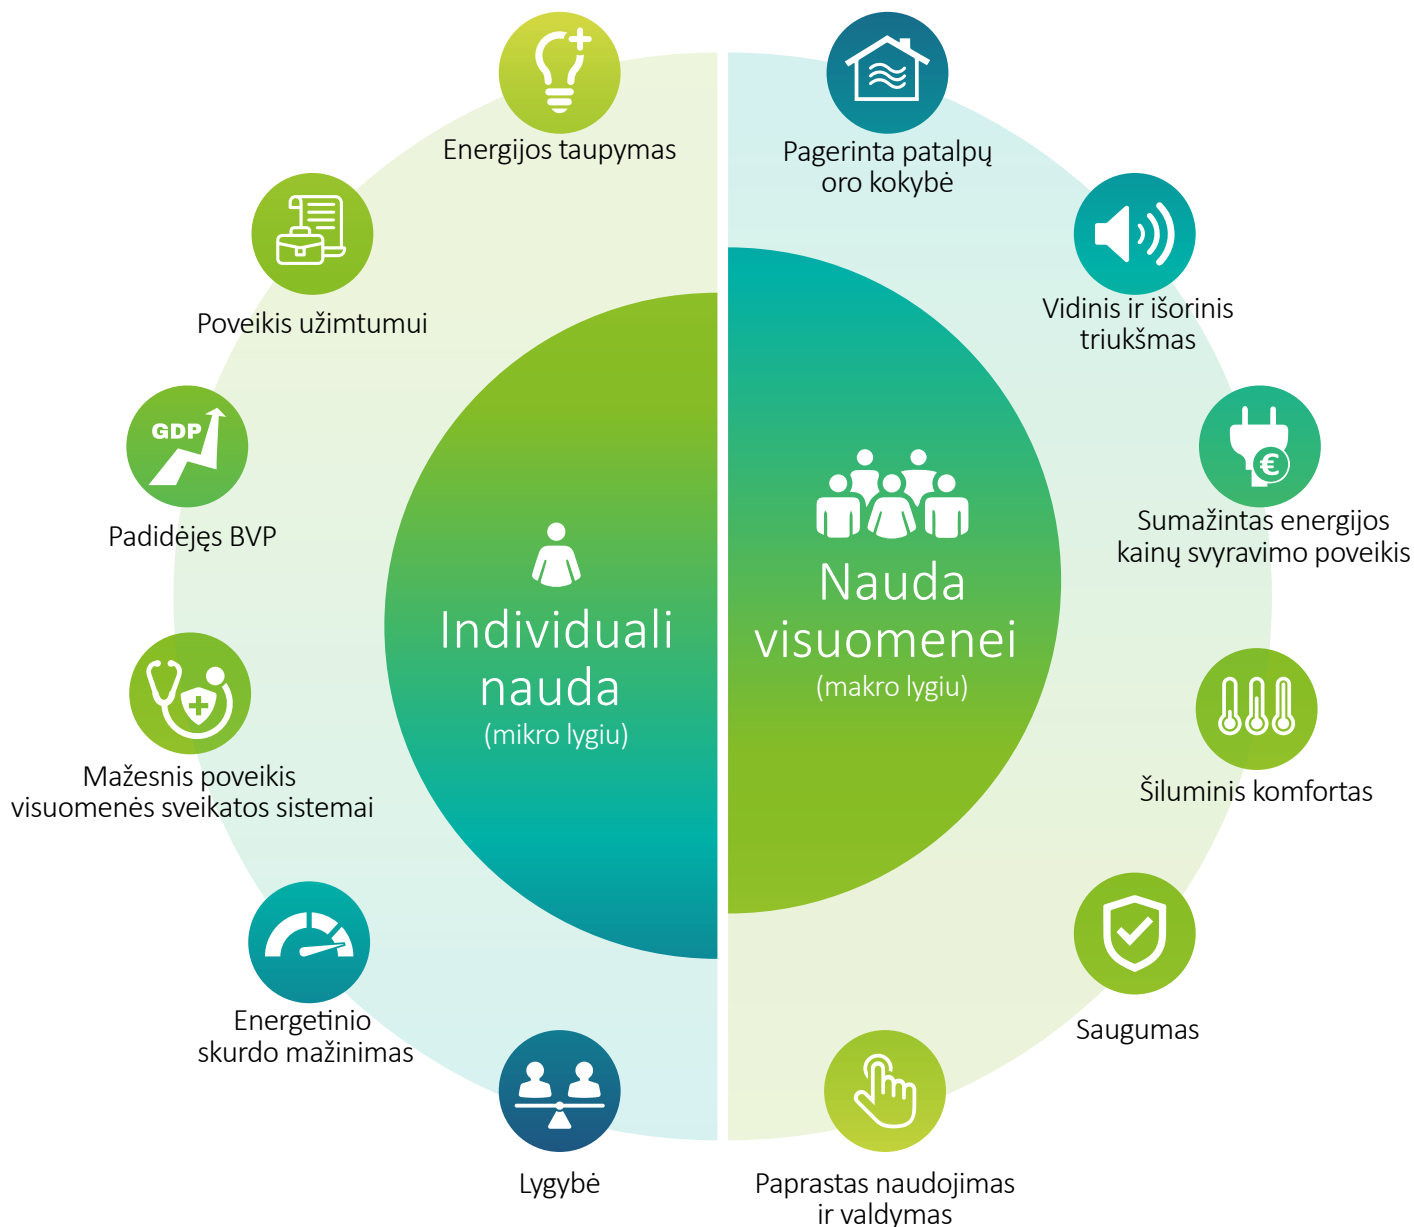 Energijos taupymas
Poveikis užimtumui
GDP
Padidėjęs BVP
Mažesnis poveikis
visuomenės sveikatos sistemai
Energetinio
skurdo mažinimas
Lygybė
Individuali
nauda
(mikro lygiu)
Nauda
visuomenei
(makro lygiu)
Pagerinta patalpų
oro kokybė
Vidinis ir išorinis
triukšmas
€
Sumažintas energijos
kainų svyravimo poveikis
Šiluminis komfortas
Saugumas
Paprastas naudojimas
ir valdymas